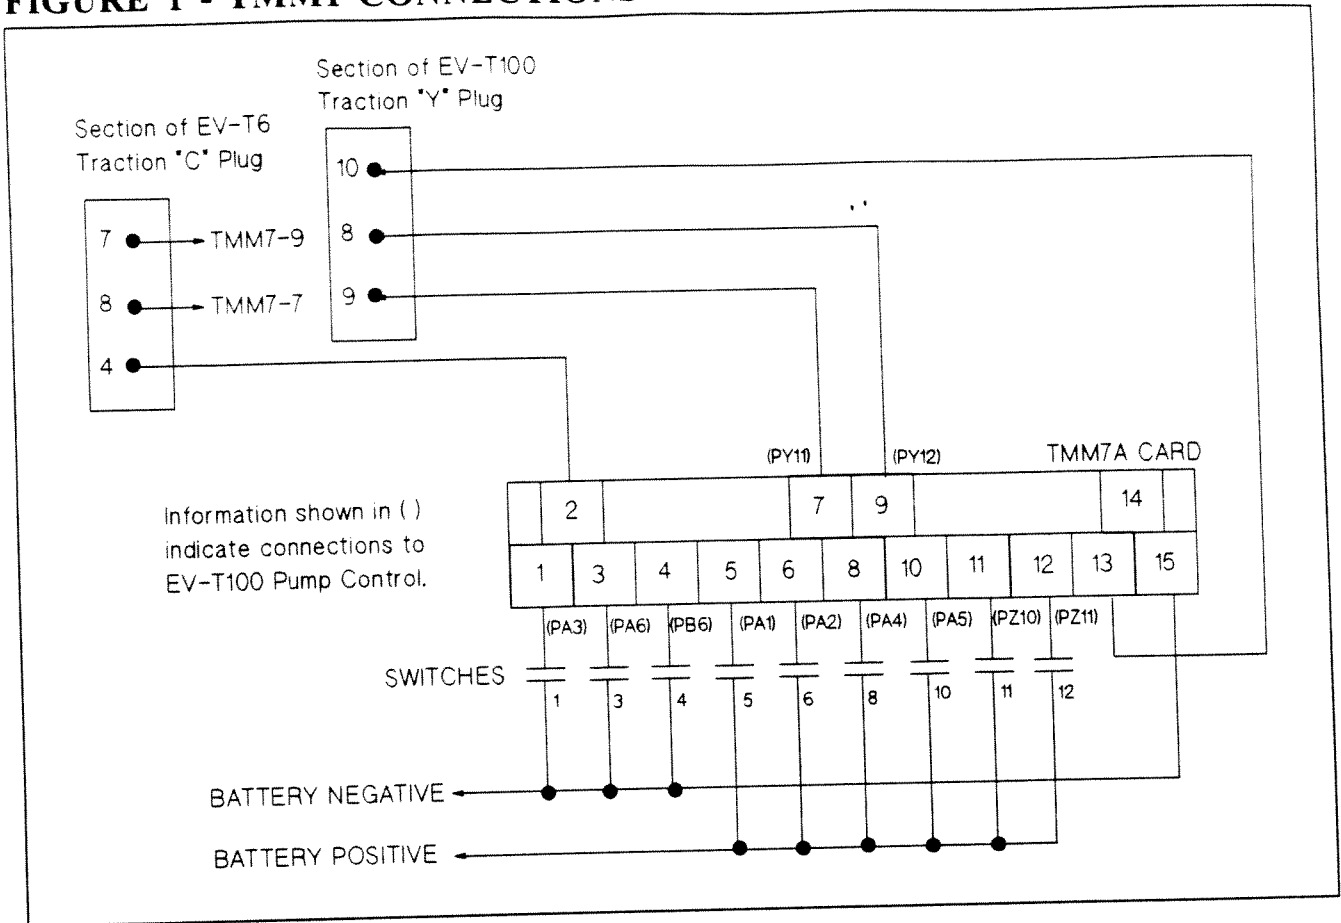 FIGURE 1 - TMM1 CONNECTIONS
Section of EV-T100
Traction "Y" Plug
Section of EV-T6
Traction "C" Plug
10
8
9
7
TMM7-9
8
TMM7-7
4
(PY11)
(PY12)
TMM7A CARD
Information shown in ( )
indicate connections to
EV-T100 Pump Control.
2
7
9
14
1
3
4
5
6
8
10
11
12
13
15
(PA3)
(PA6)
(PB6)
(PA1)
(PA2)
(PA4)
(PA5)
(PZ10)
(PZ11)
SWITCHES
1
3
4
5
6
8
10
11
12
BATTERY NEGATIVE
BATTERY POSITIVE